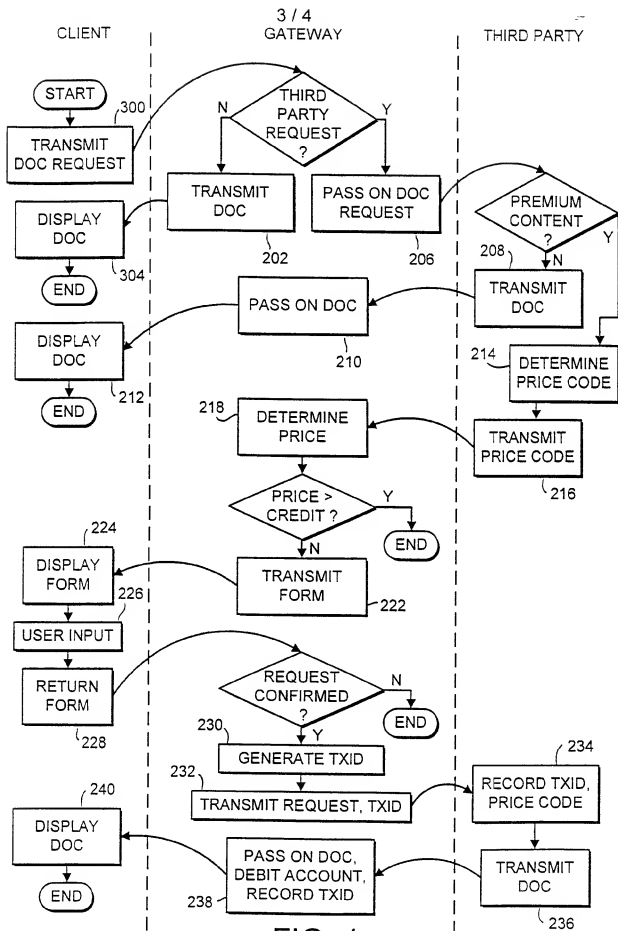 3 / 4
CLIENT
GATEWAY
THIRD PARTY
START
300
TRANSMIT
DOC REQUEST
N
THIRD
PARTY
REQUEST
?
Y
TRANSMIT
DOC
202
PASS ON DOC
REQUEST
206
PREMIUM
CONTENT
?
Y
N
DISPLAY
DOC
304
END
208
TRANSMIT
DOC
PASS ON DOC
210
DISPLAY
DOC
212
END
214
DETERMINE
PRICE CODE
TRANSMIT
PRICE CODE
216
218
DETERMINE
PRICE
PRICE >
CREDIT ?
Y
END
N
TRANSMIT
FORM
222
224
DISPLAY
FORM
226
USER INPUT
RETURN
FORM
228
REQUEST
CONFIRMED
?
N
END
Y
230
GENERATE TXID
232
TRANSMIT REQUEST, TXID
234
RECORD TXID,
PRICE CODE
TRANSMIT
DOC
236
PASS ON DOC,
DEBIT ACCOUNT,
RECORD TXID
238
240
DISPLAY
DOC
END